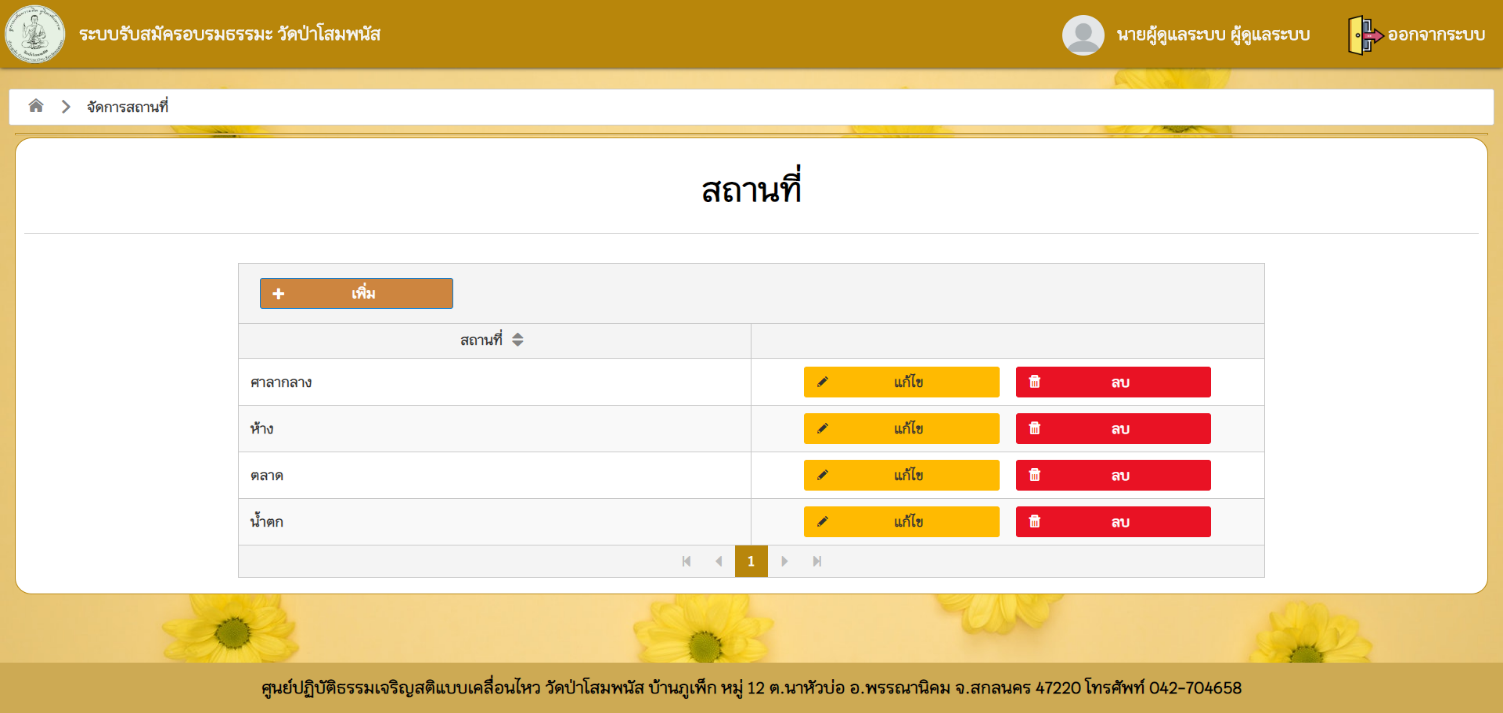 ระบบรับสมัครอบรมธรรมะ วัดป่าโสมพนัส
นายผู้ดูแลระบบ ผู้ดูแลระบบ
ออกจากระบบ
จัดการสถานที่
สถานที่
เพิ่ม
สถานที่
ศาลากลาง แก้ไข ลบ
ห้าง แก้ไข ลบ
ตลาด แก้ไข ลบ
น้ำตก แก้ไข ลบ
1
ศูนย์ปฏิบัติธรรมเจริญสติแบบเคลื่อนไหว วัดป่าโสมพนัส บ้านภูเพ็ก หมู่ 12 ต.นาหัวบ่อ อ.พรรณานิคม จ.สกลนคร 47220 โทรศัพท์ 042-704658